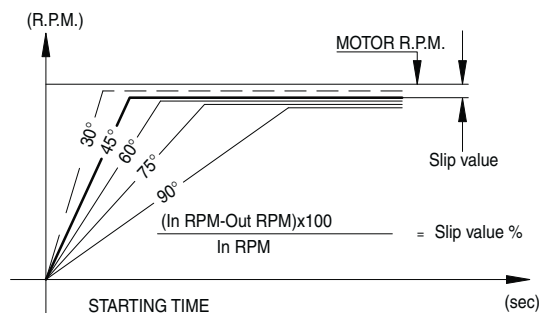 (R.P.M.)
MOTOR R.P.M.
30°
45°
60°
75°
90°
Slip value
(In RPM-Out RPM)x100
In RPM
= Slip value %
STARTING TIME
(sec)